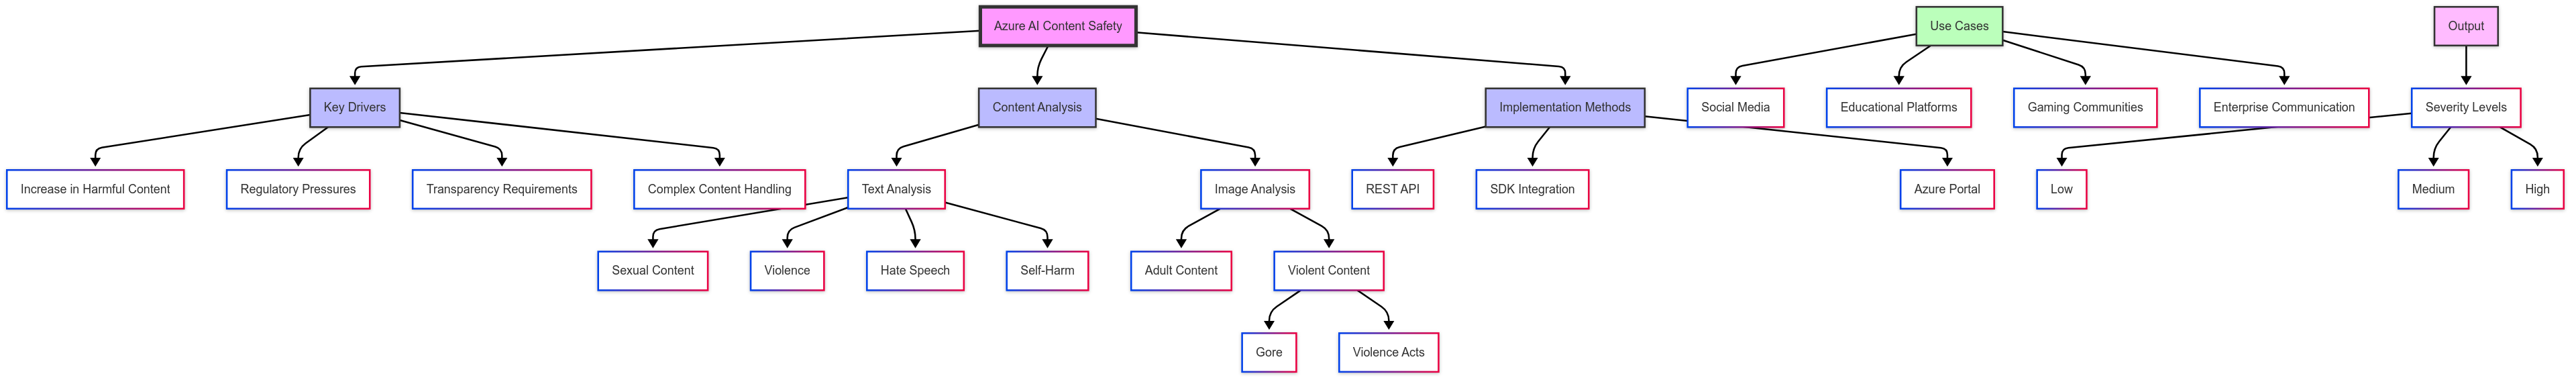 Azure AI Content Safety
Use Cases
Output
Key Drivers
Content Analysis
Implementation Methods
Social Media
Educational Platforms
Gaming Communities
Enterprise Communication
Severity Levels
Increase in Harmful Content
Regulatory Pressures
Transparency Requirements
Complex Content Handling
Text Analysis
Image Analysis
REST API
SDK Integration
Azure Portal
Low
Medium
High
Sexual Content
Violence
Hate Speech
Self-Harm
Adult Content
Violent Content
Gore
Violence Acts